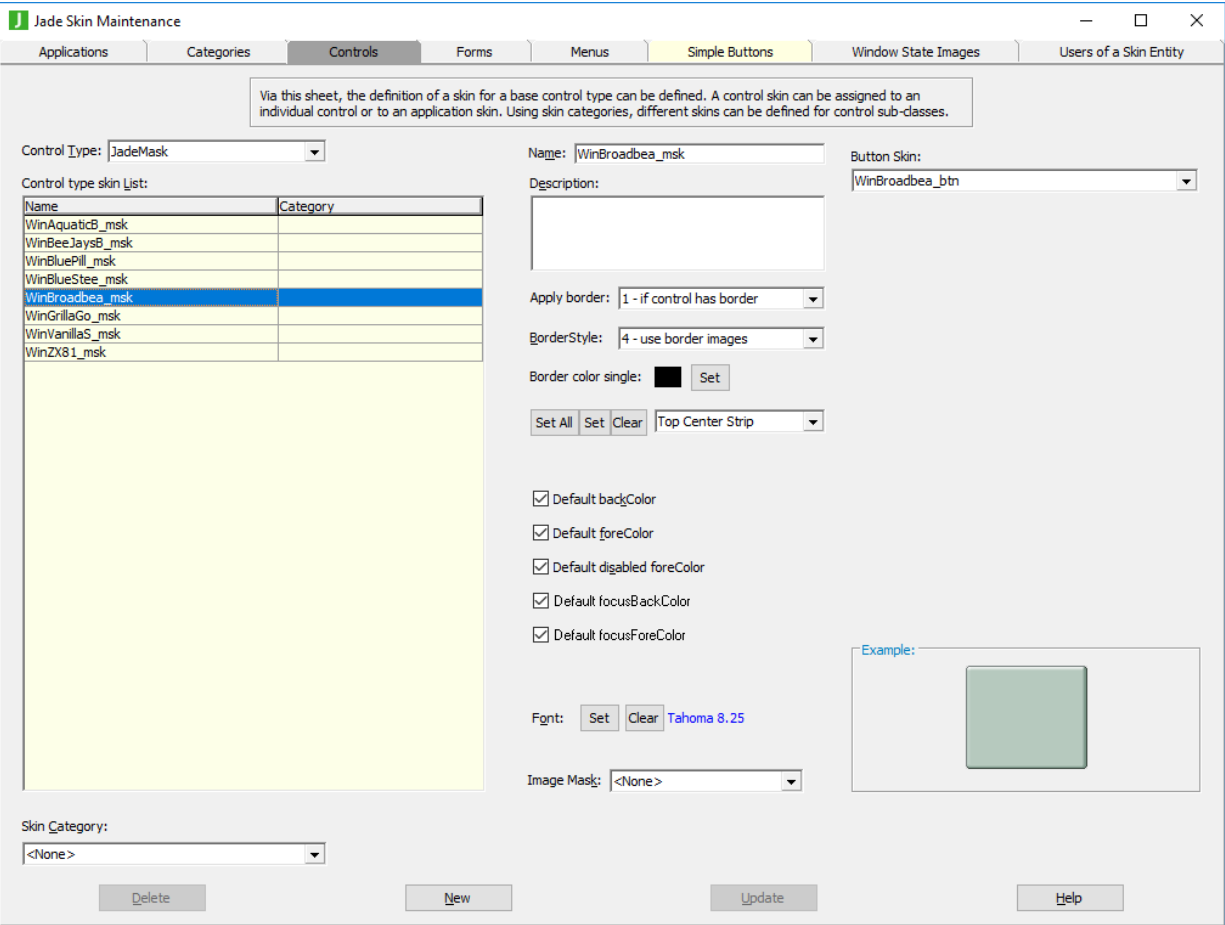 Jade Skin Maintenance
Applications Categories Controls Forms Menus Simple Buttons Window State Images Users of a Skin Entity
Via this sheet, the definition of a skin for a base control type can be defined. A control skin can be assigned to an
individual control or to an application skin. Using skin categories, different skins can be defined for control sub-classes.
Control Type: JadeMask
Control type skin List:
Name Category
WinAquaticB_msk
WinBeeJaysB_msk
WinBluePill_msk
WinBlueStee_msk
WinBroadbea_msk
WinGrillaGo_msk
WinVanillaS_msk
WinZX81_msk
Skin Category:
<None>
Name: WinBroadbea_msk
Description:
Apply border: 1 - if control has border
BorderStyle: 4 - use border images
Border color single: Set
Set All Set Clear Top Center Strip
Default backColor
Default foreColor
Default disabled foreColor
Default focusBackColor
Default focusForeColor
Font: Set Clear Tahoma 8.25
Image Mask: <None>
Button Skin:
WinBroadbea_btn
Example:
Delete New Update Help